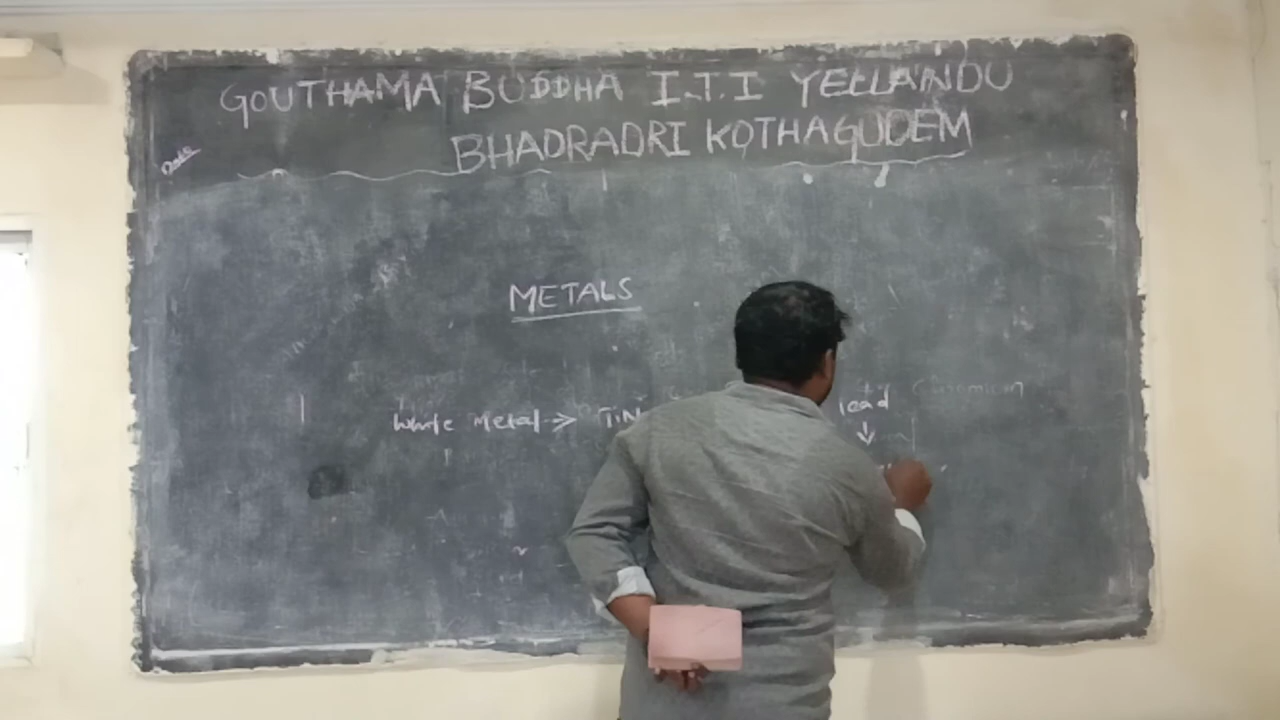 GOUTHAMA BUDDHA I.T.I YELLANDU
BHADRADRI KOTHAGUDEM
Date
METALS
White Metal → TiN lead